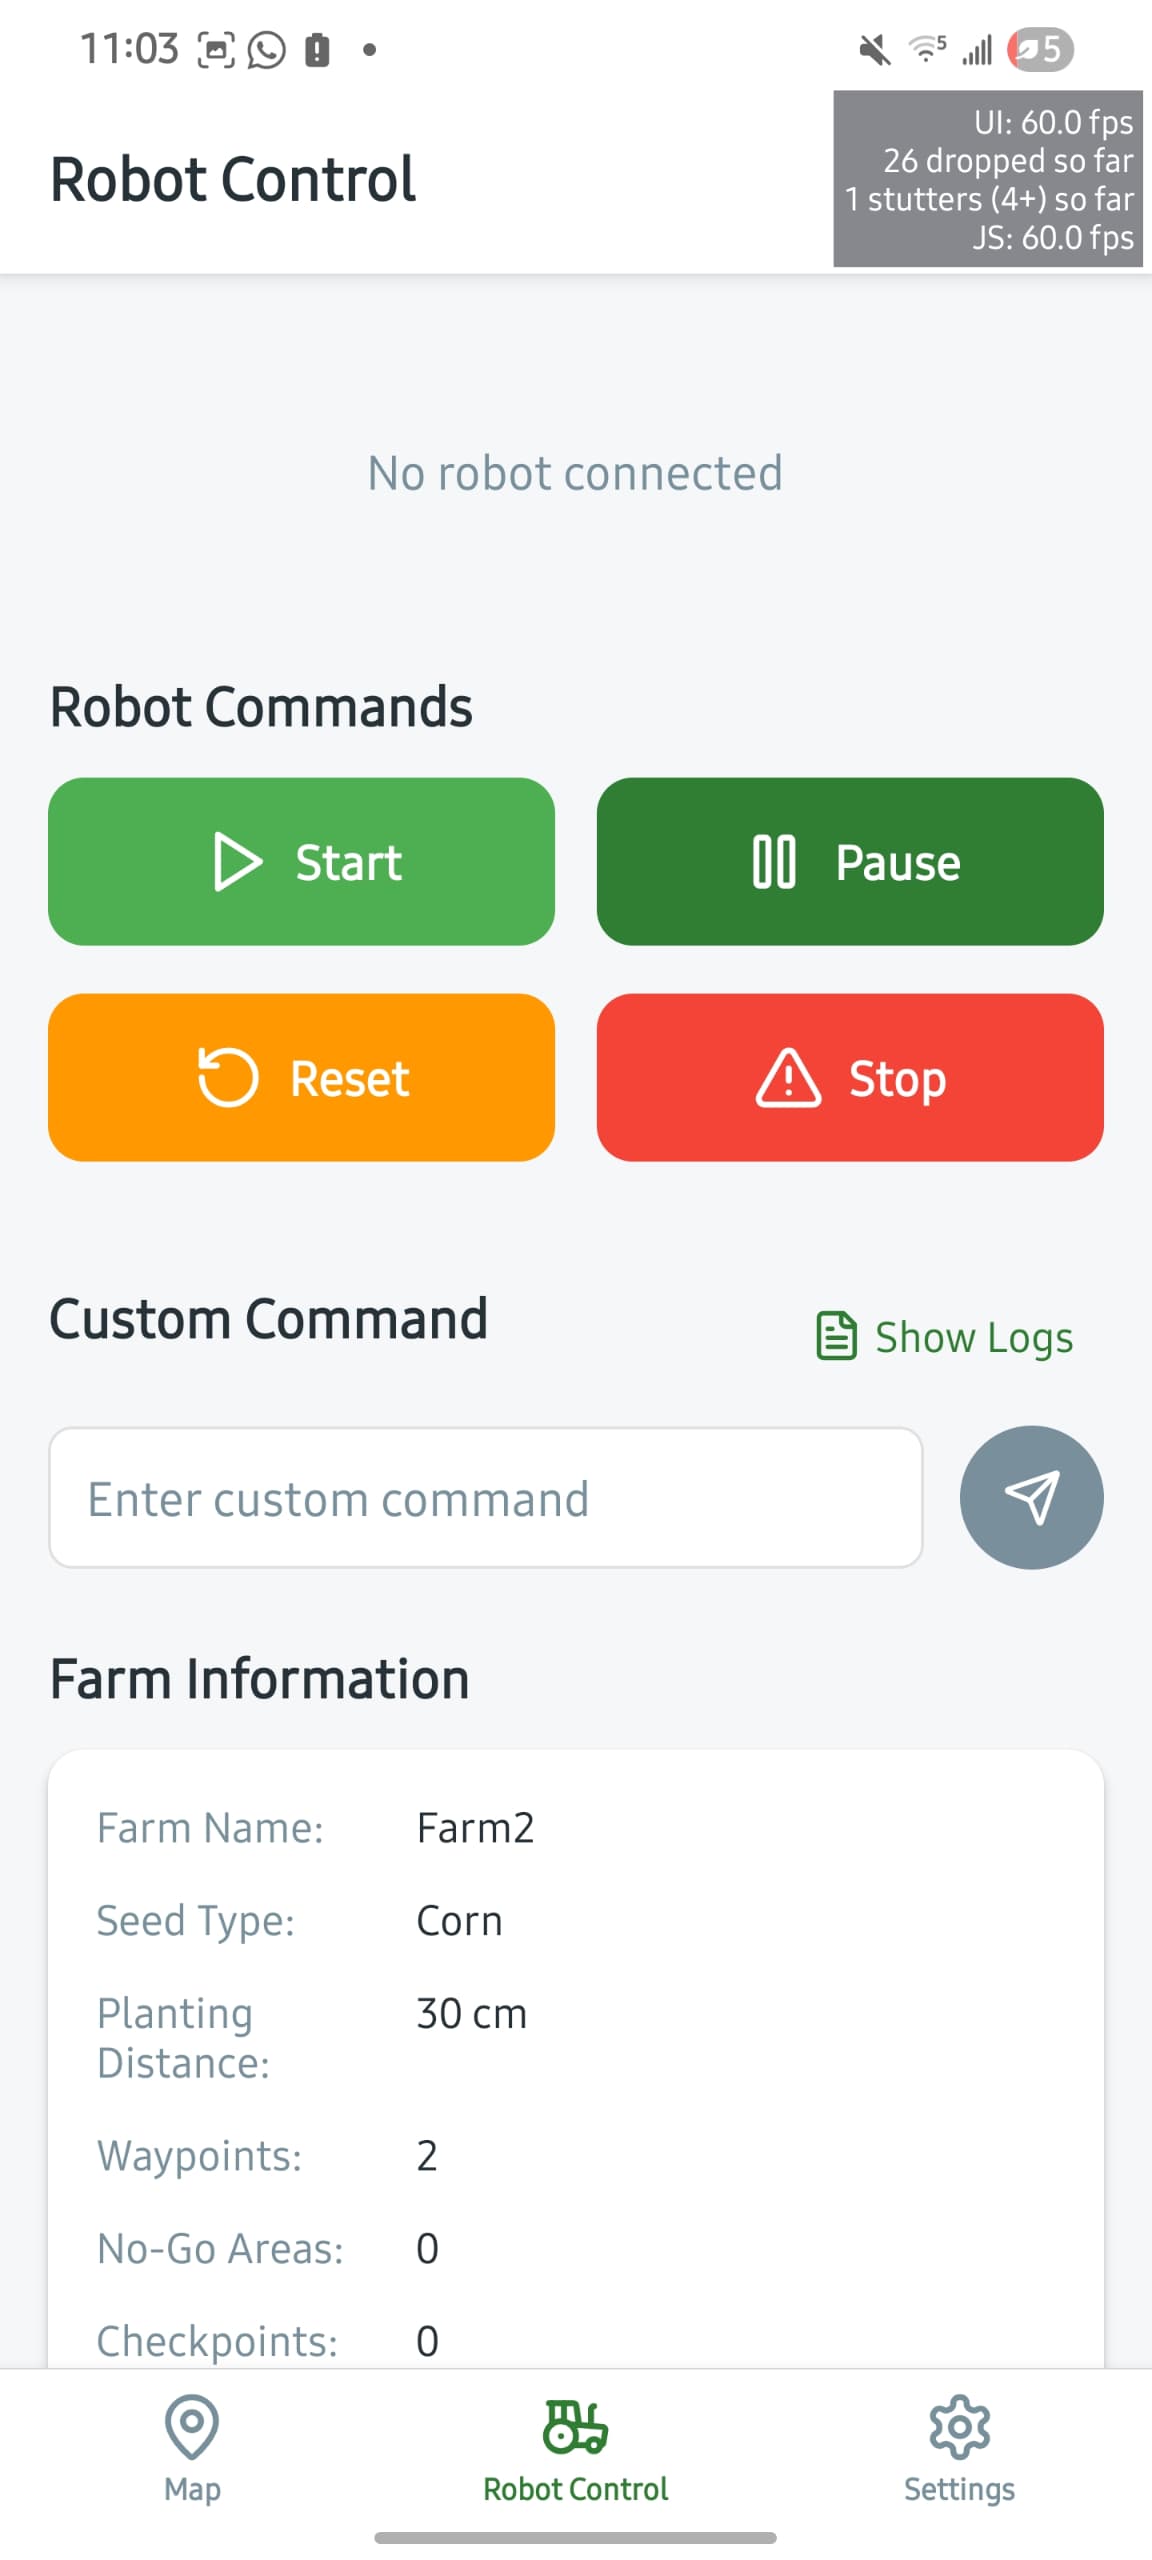 11:03
5
5
UI: 60.0 fps
26 dropped so far
1 stutters (4+) so far
JS: 60.0 fps
Robot Control
No robot connected
Robot Commands
Start
Pause
Reset
Stop
Custom Command
Show Logs
Enter custom command
Farm Information
Farm Name: Farm2
Seed Type: Corn
Planting Distance: 30 cm
Waypoints: 2
No-Go Areas: 0
Checkpoints: 0
Map
Robot Control
Settings